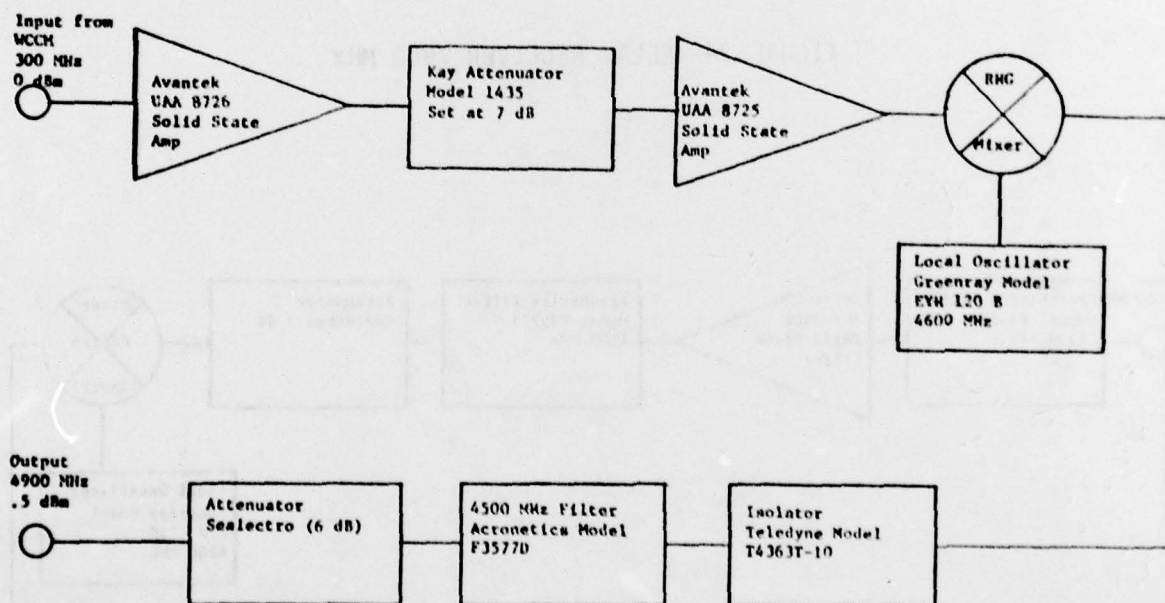 Input from
WCCM
300 MHz
0 dBm
Avantek
UAA 8726
Solid State
Amp
Kay Attenuator
Model 1435
Set at 7 dB
Avantek
UAA 8725
Solid State
Amp
RHG
Mixer
Local Oscillator
Greenray Model
EYH 120 B
4600 MHz
Output
4900 MHz
.5 dBm
Attenuator
Sealectro (6 dB)
4500 MHz Filter
Acronetics Model
F3577D
Isolator
Teledyne Model
T4363T-10